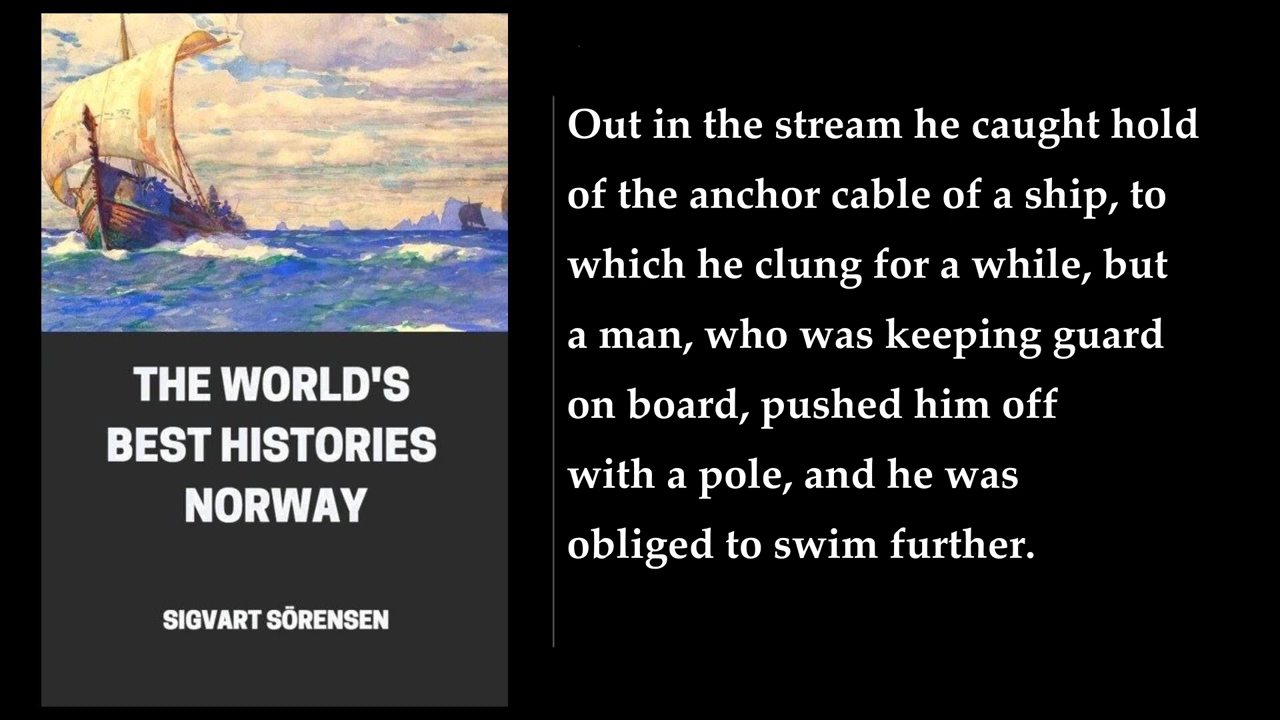 THE WORLD'S
BEST HISTORIES
NORWAY
SIGVART SÖRENSEN
Out in the stream he caught hold
of the anchor cable of a ship, to
which he clung for a while, but
a man, who was keeping guard
on board, pushed him off
with a pole, and he was
obliged to swim further.